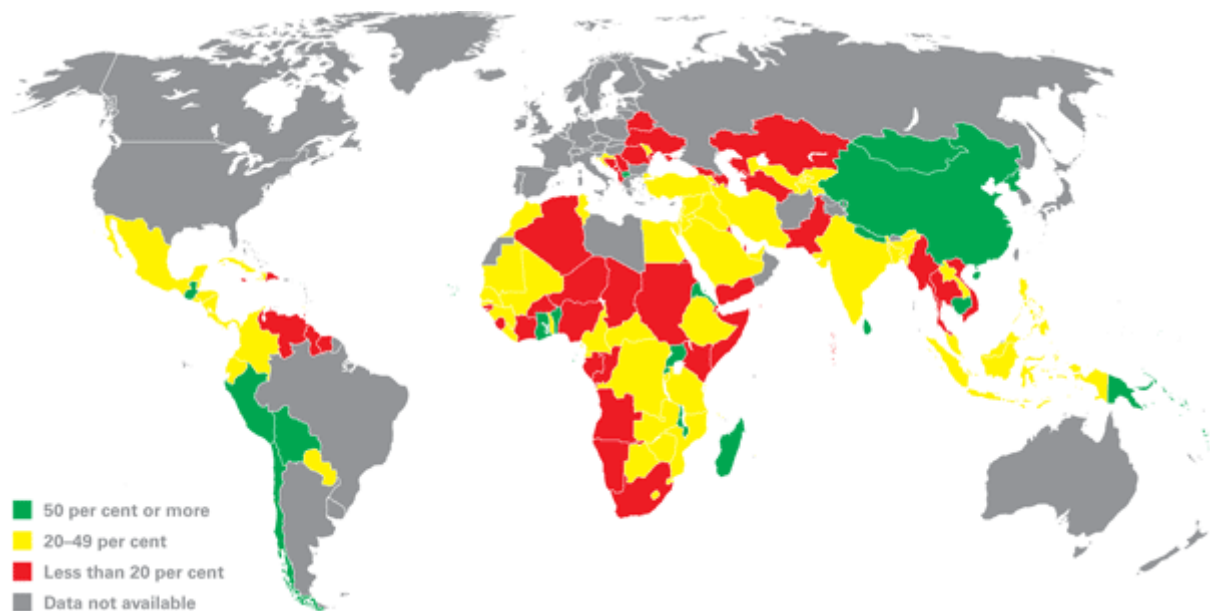 50 per cent or more
20–49 per cent
Less than 20 per cent
Data not available